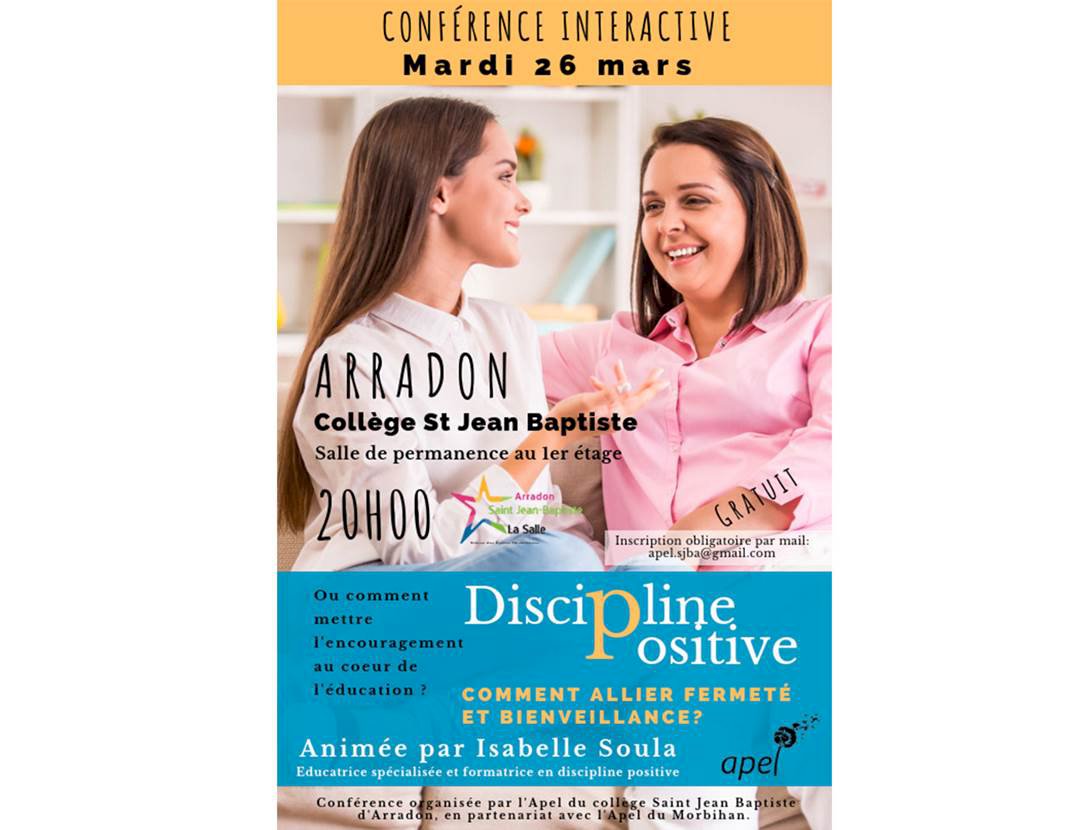 CONFÉRENCE INTERACTIVE
Mardi 26 mars
ARRADON
Collège St Jean Baptiste
Salle de permanence au 1er étage
20H00
Arradon
Saint Jean-Baptiste
La Salle
GRATUIT
Inscription obligatoire par mail:
apel.sjba@gmail.com
Ou comment
mettre
l'encouragement
au coeur de
l'éducation ?
Discipline
positive
COMMENT ALLIER FERMETÉ
ET BIENVEILLANCE?
Animée par Isabelle Soula
Educatrice spécialisée et formatrice en discipline positive
apel
Conférence organisée par l'Apel du collège Saint Jean Baptiste
d'Arradon, en partenariat avec l'Apel du Morbihan.